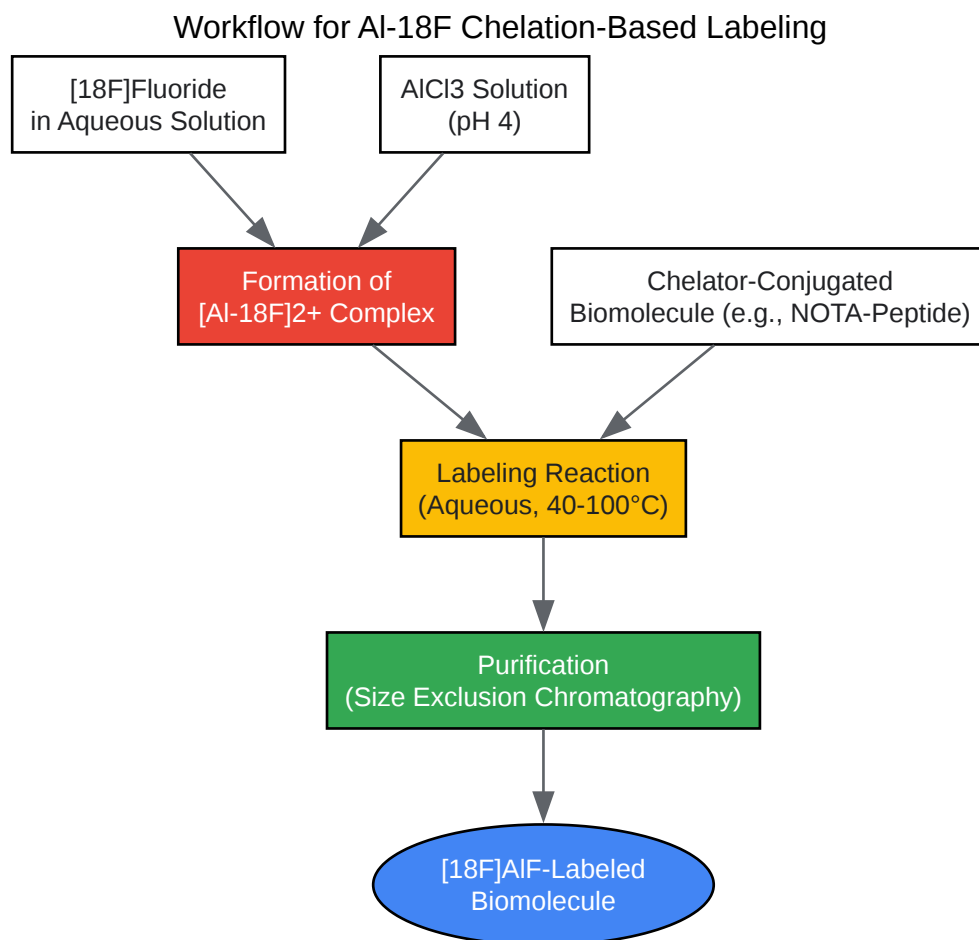 Workflow for Al-18F Chelation-Based Labeling
[18F]Fluoride
in Aqueous Solution
AlCl3 Solution
(pH 4)
Formation of
[Al-18F]2+ Complex
Chelator-Conjugated
Biomolecule (e.g., NOTA-Peptide)
Labeling Reaction
(Aqueous, 40-100°C)
Purification
(Size Exclusion Chromatography)
[18F]AlF-Labeled
Biomolecule